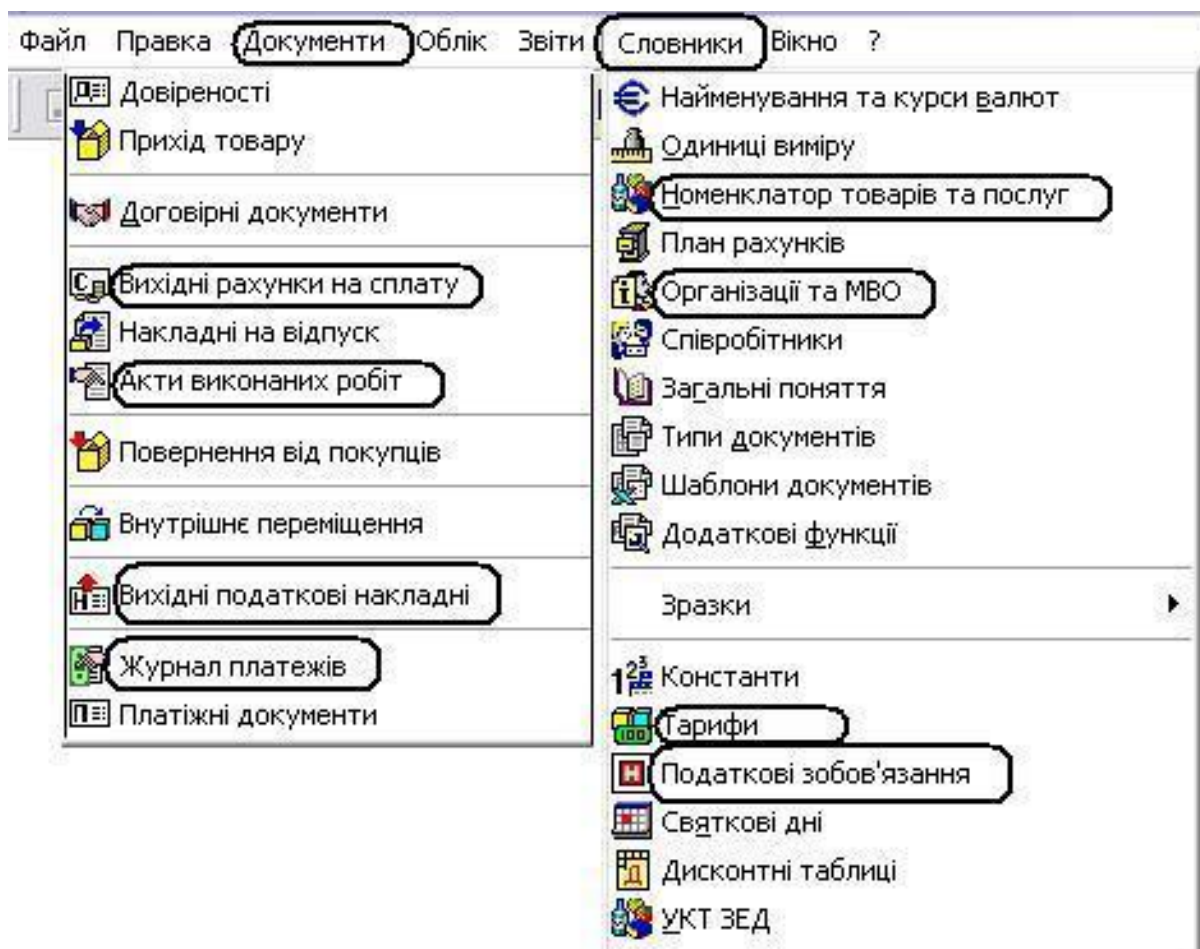 Файл Правка Документи Облік Звіти Словники Вікно ?
Довіреності
Прихід товару
Договірні документи
Вихідні рахунки на сплату
Накладні на відпуск
Акти виконаних робіт
Повернення від покупців
Внутрішнє переміщення
Вихідні податкові накладні
Журнал платежів
Платіжні документи
Найменування та курси валют
Одиниці виміру
Номенклатор товарів та послуг
План рахунків
Організації та МВО
Співробітники
Загальні поняття
Типи документів
Шаблони документів
Додаткові функції
Зразки
Константи
Тарифи
Податкові зобов'язання
Святкові дні
Дисконтні таблиці
УКТ ЗЕД